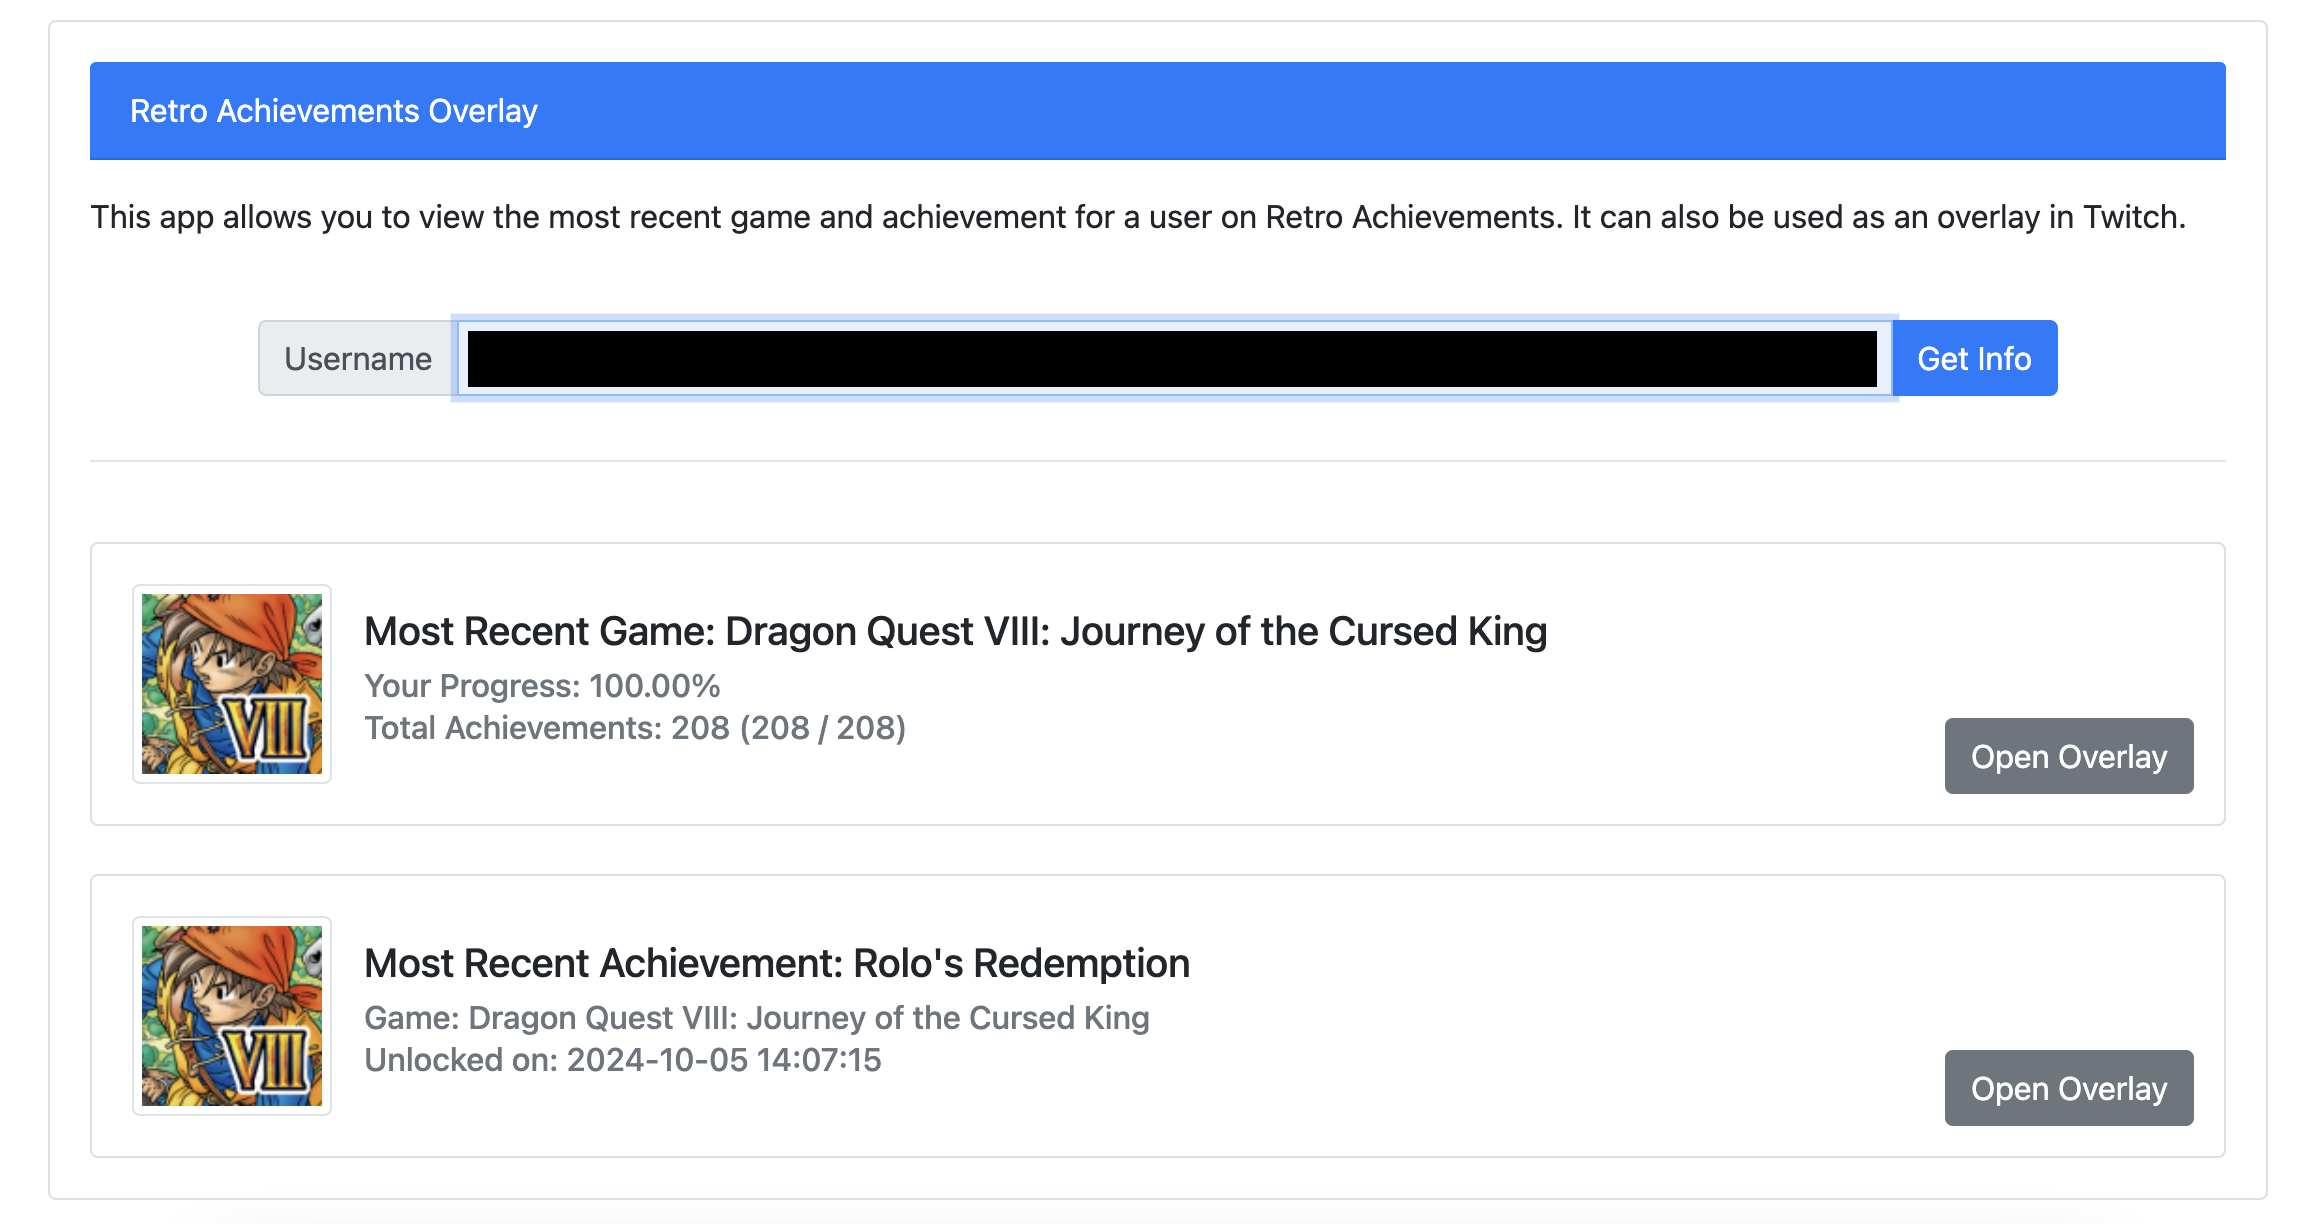 Retro Achievements Overlay
This app allows you to view the most recent game and achievement for a user on Retro Achievements. It can also be used as an overlay in Twitch.
Username
Get Info
Most Recent Game: Dragon Quest VIII: Journey of the Cursed King
Your Progress: 100.00%
Total Achievements: 208 (208 / 208)
VIII
Open Overlay
Most Recent Achievement: Rolo's Redemption
Game: Dragon Quest VIII: Journey of the Cursed King
Unlocked on: 2024-10-05 14:07:15
VIII
Open Overlay